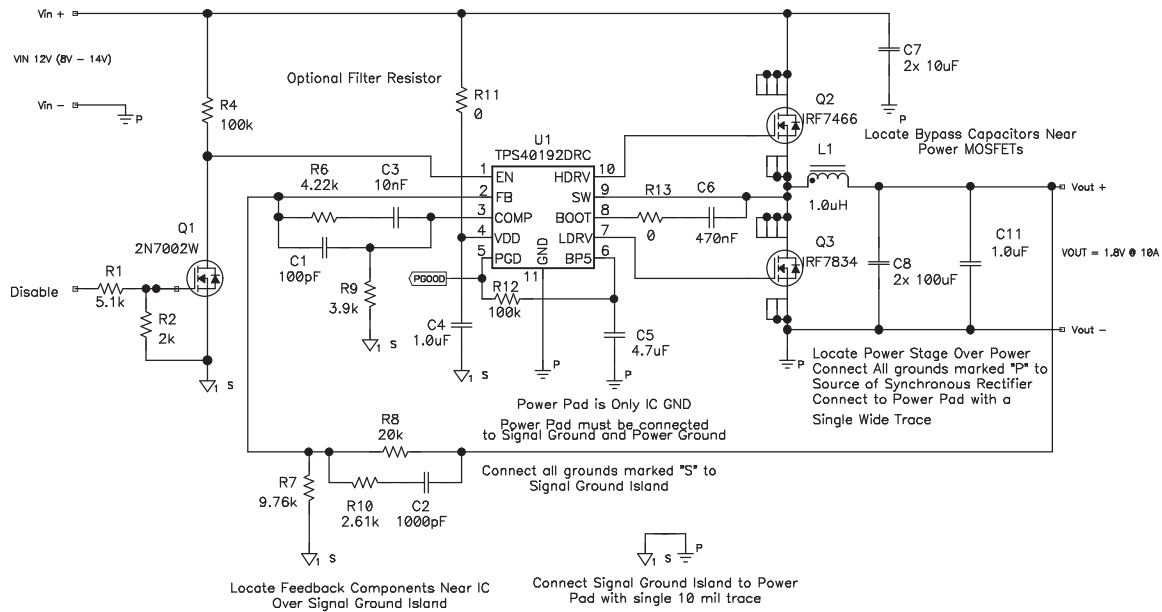 Vin +
VIN 12V (8V – 14V)
Vin -
P
Optional Filter Resistor
R4
100k
R11
0
C7
2x 10uF
P
Q2
IRF7466
Locate Bypass Capacitors Near
Power MOSFETs
U1
TPS40192DRC
1 EN
2 FB
3 COMP
4 VDD
5 PGD
HDRV 10
SW 9
BOOT 8
LDRV 7
BP5 6
GND
11
R6
4.22k
C3
10nF
C1
100pF
R9
3.9k
1 S
R13
0
C6
470nF
L1
1.0uH
Vout +
VOUT = 1.8V @ 10A
Vout -
Q3
IRF7834
C8
2x 100uF
C11
1.0uF
Q1
2N7002W
Disable
R1
5.1k
R2
2k
1 S
PGOOD
R12
100k
C4
1.0uF
1 S
C5
4.7uF
P
P
P
Locate Power Stage Over Power
Connect All grounds marked "P" to
Source of Synchronous Rectifier
Connect to Power Pad with a
Single Wide Trace
Power Pad is Only IC GND
Power Pad must be connected
to Signal Ground and Power Ground
R8
20k
Connect all grounds marked "S" to
Signal Ground Island
R7
9.76k
R10
2.61k
C2
1000pF
1 S
1 S
P
Locate Feedback Components Near IC
Over Signal Ground Island
Connect Signal Ground Island to Power
Pad with single 10 mil trace